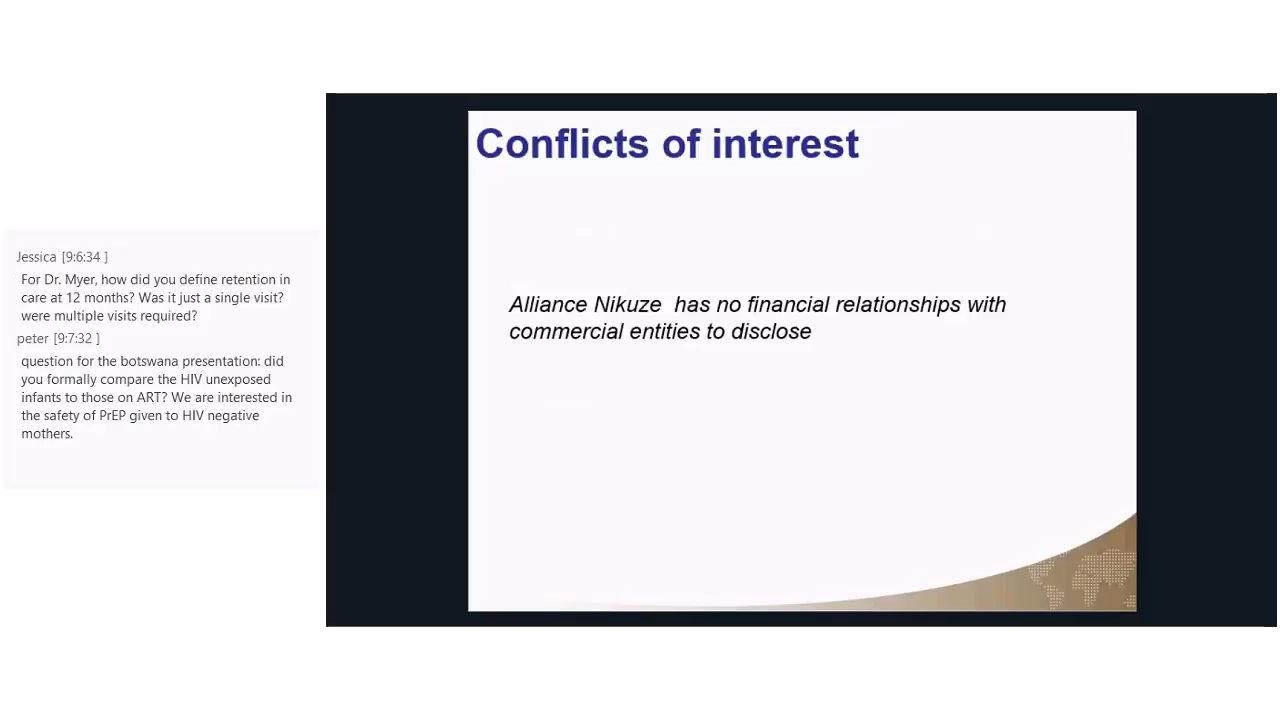 Jessica [9:6:34 ]
For Dr. Myer, how did you define retention in
care at 12 months? Was it just a single visit?
were multiple visits required?
peter [9:7:32 ]
question for the botswana presentation: did
you formally compare the HIV unexposed
infants to those on ART? We are interested in
the safety of PrEP given to HIV negative
mothers.
Conflicts of interest
Alliance Nikuze  has no financial relationships with
commercial entities to disclose